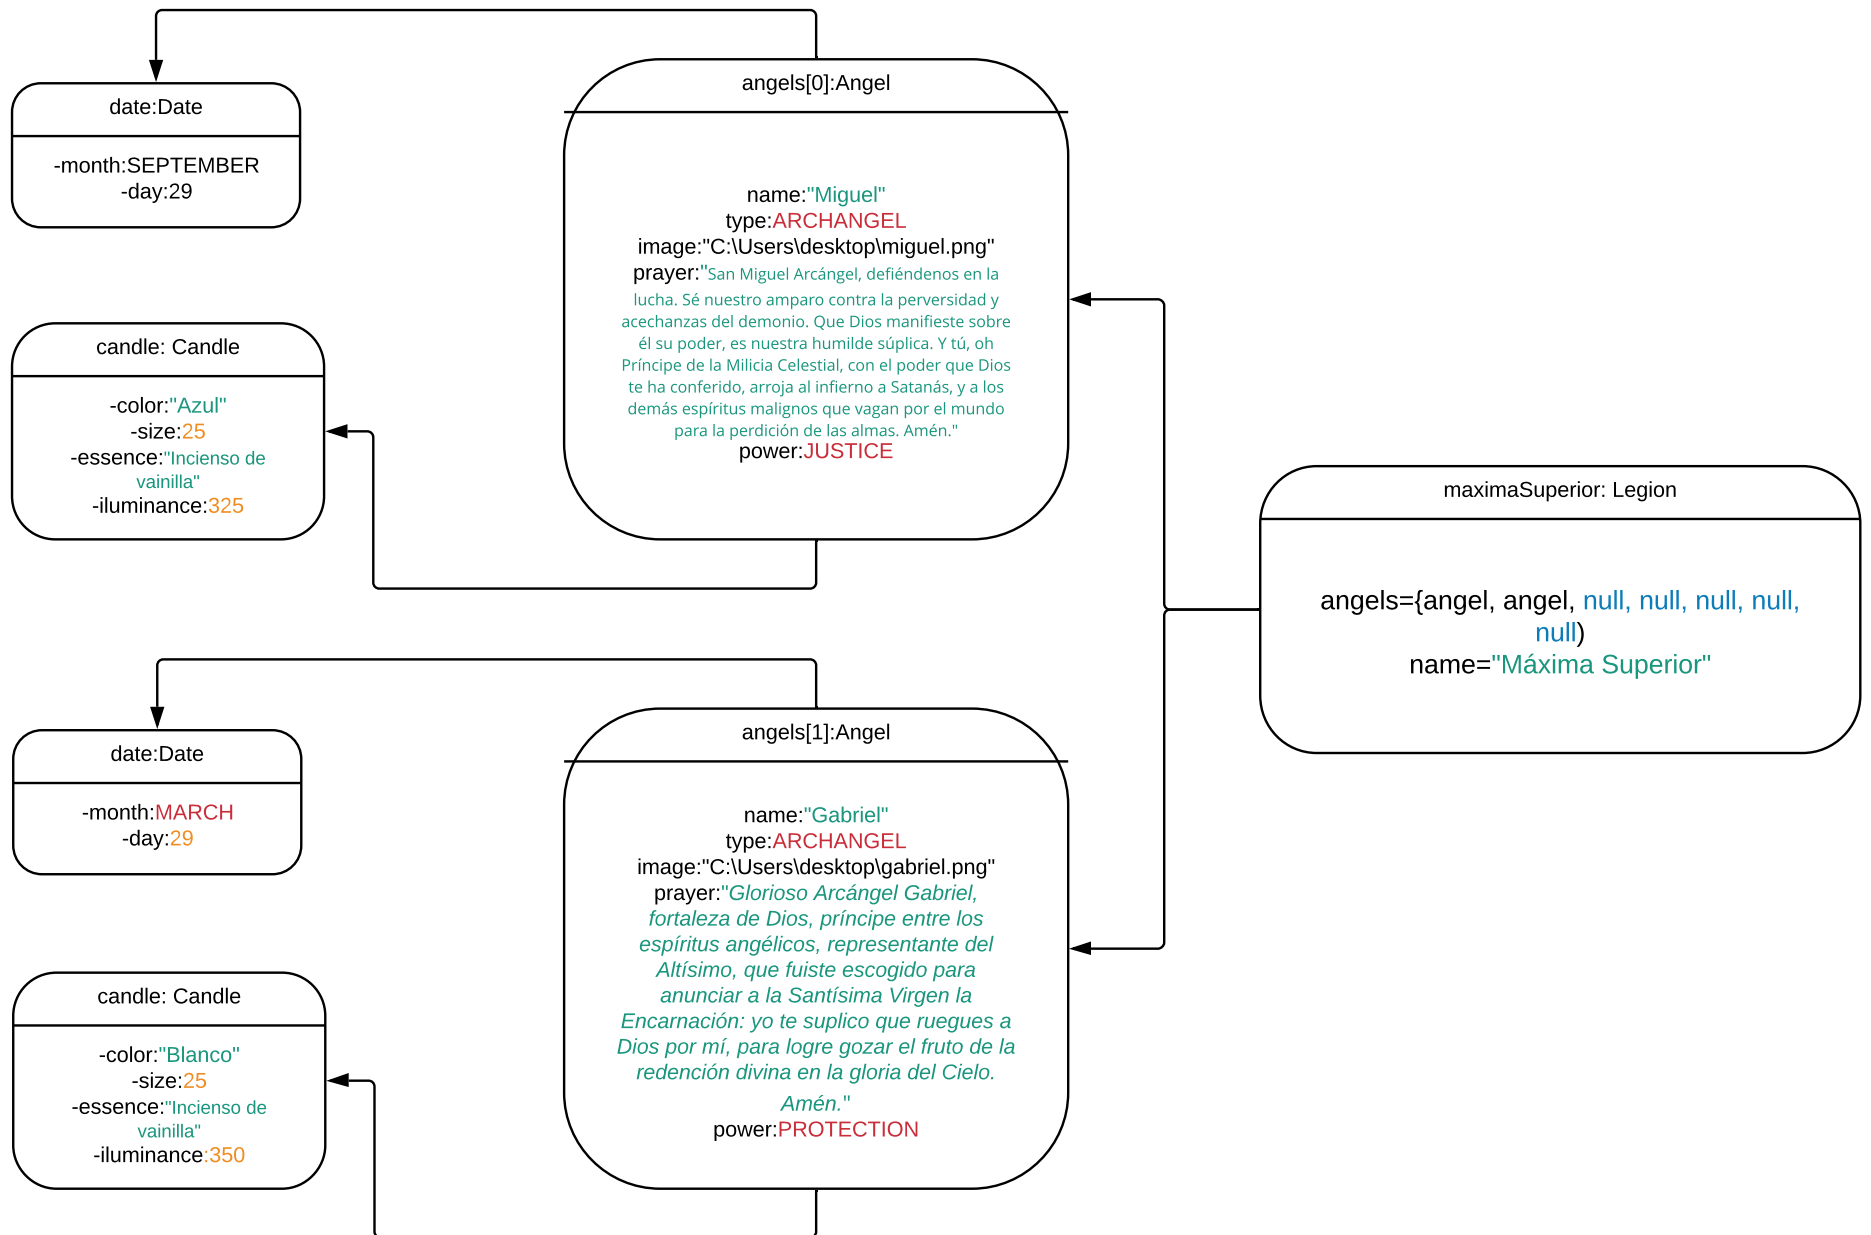 date:Date
-month:SEPTEMBER
-day:29
angels[0]:Angel
name:"Miguel"
type:ARCHANGEL
image:"C:\Users\desktop\miguel.png"
prayer:"San Miguel Arcángel, defiéndenos en la
lucha. Sé nuestro amparo contra la perversidad y
acechanzas del demonio. Que Dios manifieste sobre
él su poder, es nuestra humilde súplica. Y tú, oh
Príncipe de la Milicia Celestial, con el poder que Dios
te ha conferido, arroja al infierno a Satanás, y a los
demás espíritus malignos que vagan por el mundo
para la perdición de las almas. Amén."
power:JUSTICE
candle: Candle
-color:"Azul"
-size:25
-essence:"Incienso de
vainilla"
-iluminance:325
maximaSuperior: Legion
angels={angel, angel, null, null, null, null,
null)
name="Máxima Superior"
date:Date
-month:MARCH
-day:29
angels[1]:Angel
name:"Gabriel"
type:ARCHANGEL
image:"C:\Users\desktop\gabriel.png"
prayer:"Glorioso Arcángel Gabriel,
fortaleza de Dios, príncipe entre los
espíritus angélicos, representante del
Altísimo, que fuiste escogido para
anunciar a la Santísima Virgen la
Encarnación: yo te suplico que ruegues a
Dios por mí, para logre gozar el fruto de la
redención divina en la gloria del Cielo.
Amén."
power:PROTECTION
candle: Candle
-color:"Blanco"
-size:25
-essence:"Incienso de
vainilla"
-iluminance:350